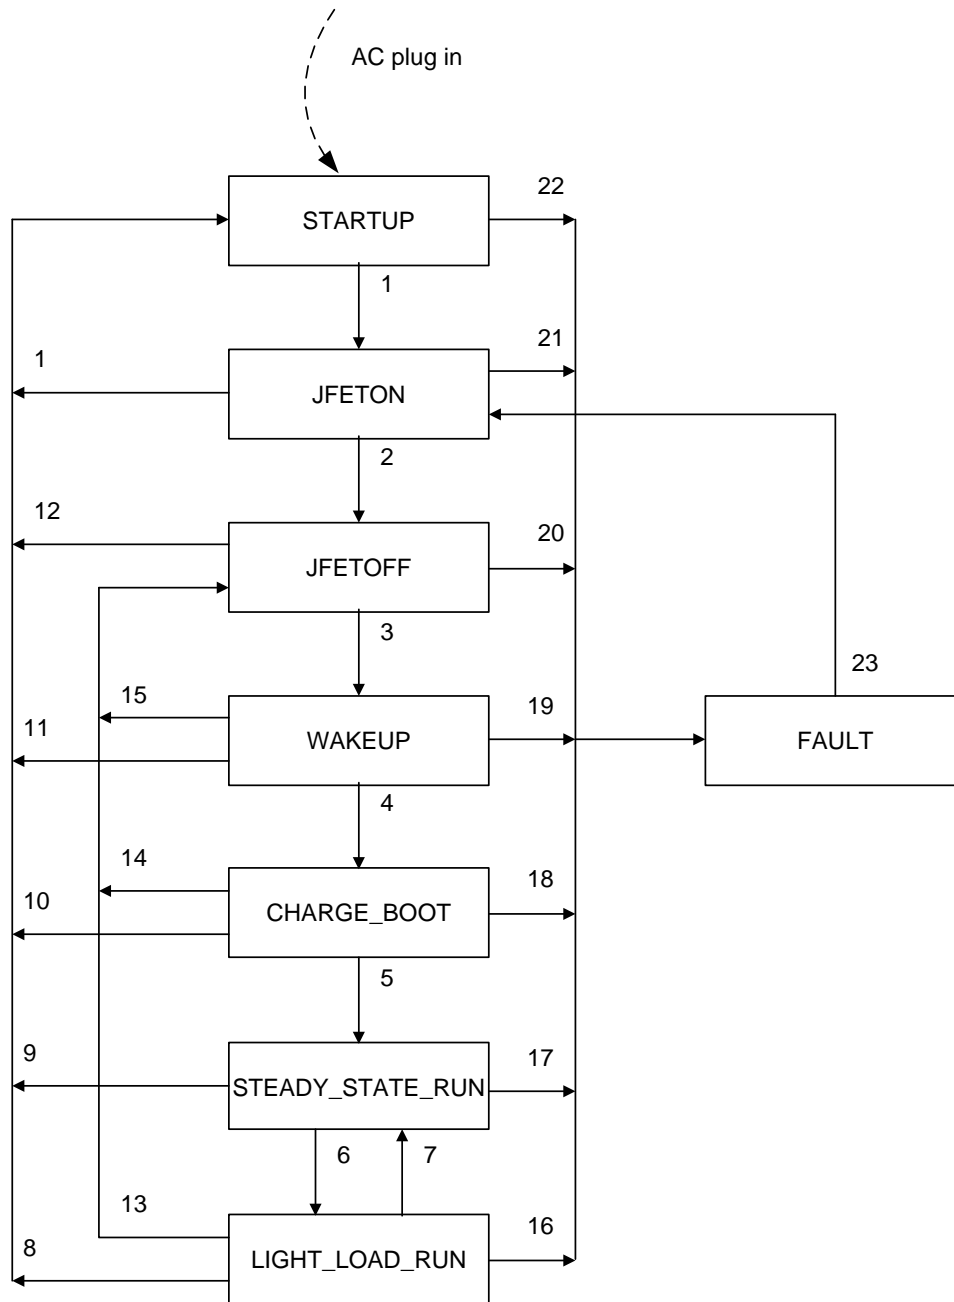 AC plug in
22
STARTUP
1
21
1
JFETON
2
12
20
JFETOFF
3
23
15
19
11
WAKEUP
FAULT
4
14
18
10
CHARGE_BOOT
5
9
17
STEADY_STATE_RUN
6
7
13
16
8
LIGHT_LOAD_RUN